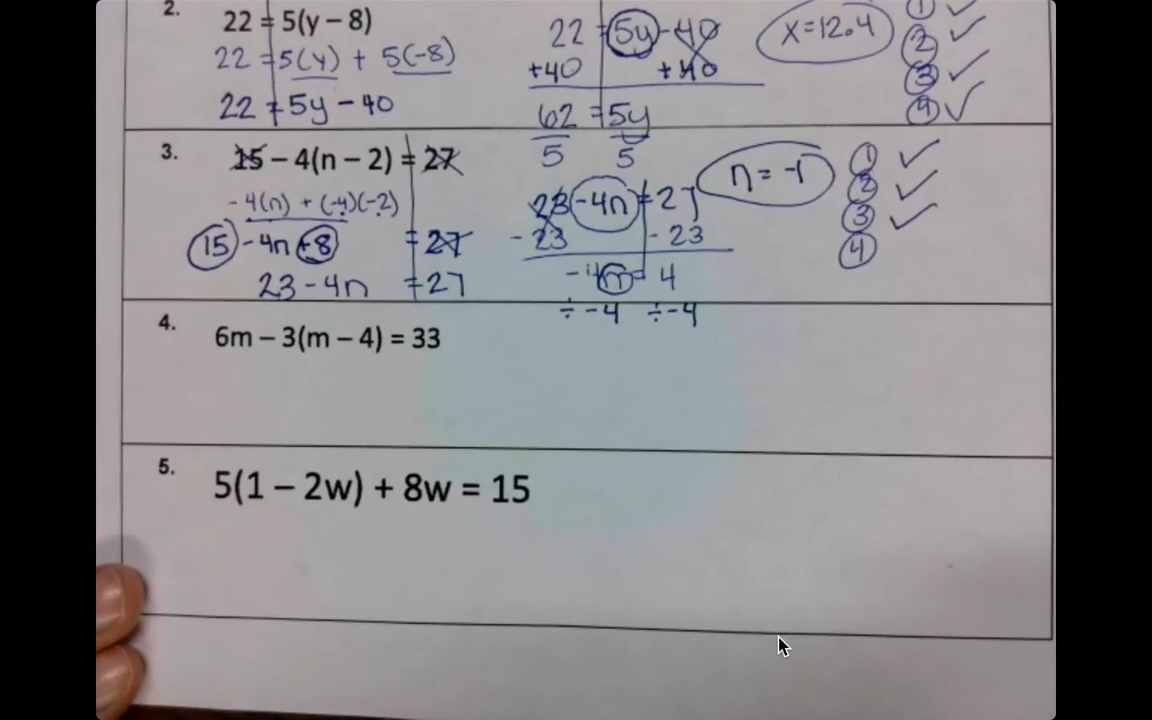 2.
22 = 5(y – 8)
22 = 5(y) + 5(-8)
22 = 5y - 40
22 = 5y - 40
+40 +40
62 = 5y
5 5
x = 12.4
1 ✓
2 ✓
3 ✓
4 ✓
3.
15 – 4(n – 2) = 27
-4(n) + (-4)(-2)
15 - 4n + 8 = 27
23 - 4n = 27
23 - 4n = 27
- 23 - 23
-4n = 4
÷ -4 ÷ -4
n = -1
1 ✓
2 ✓
3 ✓
4
4.
6m – 3(m – 4) = 33
5.
5(1 – 2w) + 8w = 15